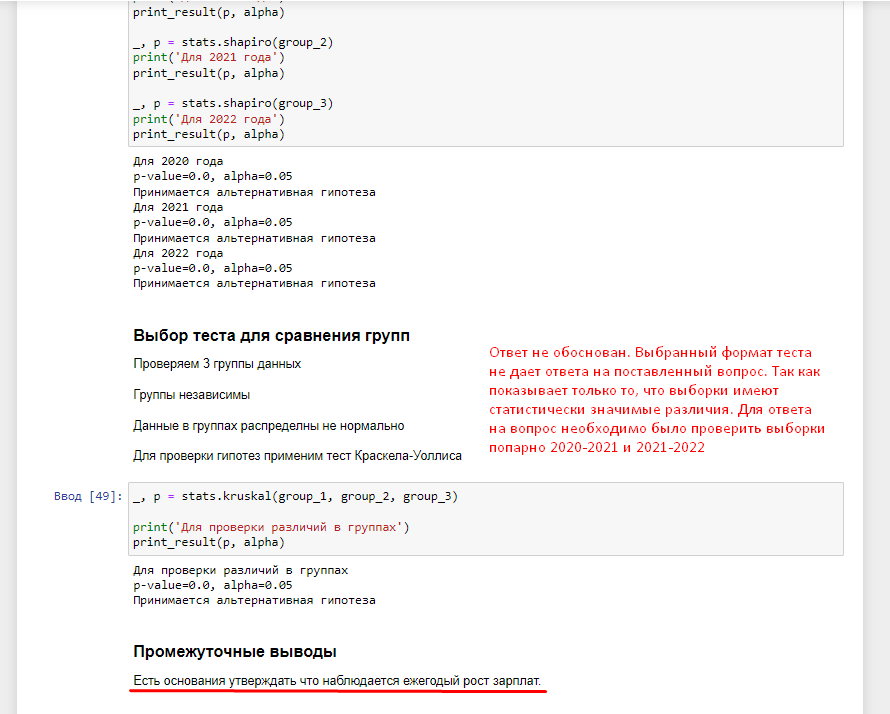 print_result(p, alpha)
_, p = stats.shapiro(group_2)
print('Для 2021 года')
print_result(p, alpha)
_, p = stats.shapiro(group_3)
print('Для 2022 года')
print_result(p, alpha)
Для 2020 года
p-value=0.0, alpha=0.05
Принимается альтернативная гипотеза
Для 2021 года
p-value=0.0, alpha=0.05
Принимается альтернативная гипотеза
Для 2022 года
p-value=0.0, alpha=0.05
Принимается альтернативная гипотеза
Выбор теста для сравнения групп
Проверяем 3 группы данных
Группы независимы
Данные в группах распределны не нормально
Для проверки гипотез применим тест Краскела-Уоллиса
Ответ не обоснован. Выбранный формат теста
не дает ответа на поставленный вопрос. Так как
показывает только то, что выборки имеют
статистически значимые различия. Для ответа
на вопрос необходимо было проверить выборки
попарно 2020-2021 и 2021-2022
Ввод [49]: _, p = stats.kruskal(group_1, group_2, group_3)
print('Для проверки различий в группах')
print_result(p, alpha)
Для проверки различий в группах
p-value=0.0, alpha=0.05
Принимается альтернативная гипотеза
Промежуточные выводы
Есть основания утверждать что наблюдается ежегодый рост зарплат.